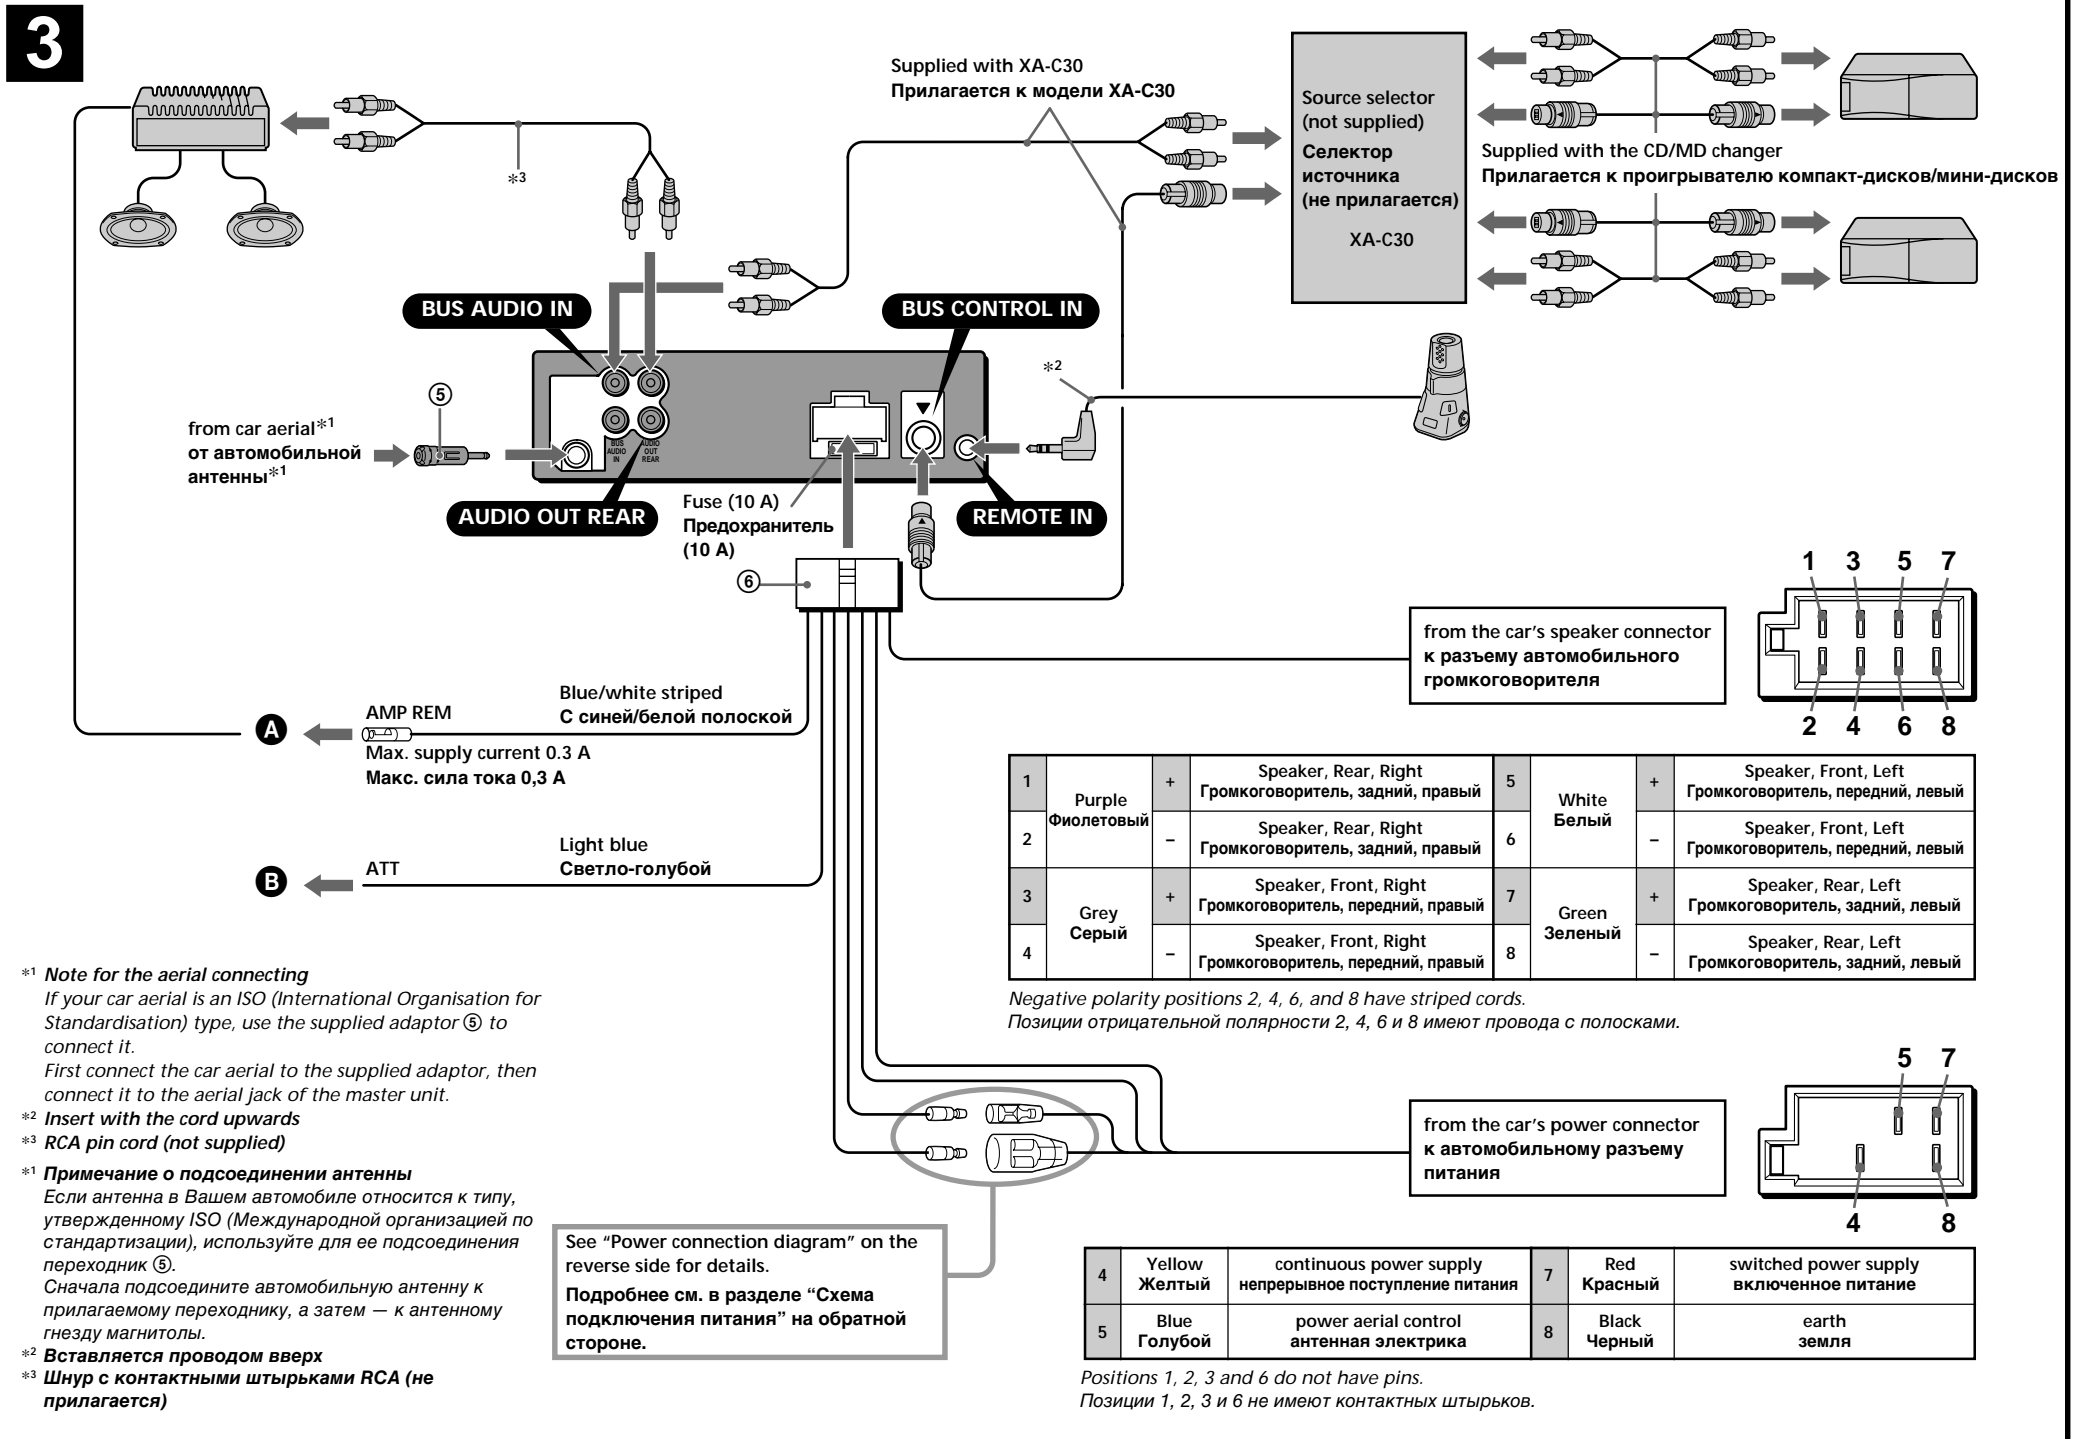 3
Supplied with XA-C30
Прилагается к модели XA-C30
Source selector
(not supplied)
Селектор
источника
(не прилагается)
XA-C30
Supplied with the CD/MD changer
Прилагается к проигрывателю компакт-дисков/мини-дисков
*3
BUS AUDIO IN
BUS CONTROL IN
*2
⑤
from car aerial*1
от автомобильной
антенны*1
BUS
AUDIO
IN
AUDIO
OUT
REAR
AUDIO OUT REAR
Fuse (10 A)
Предохранитель
(10 A)
REMOTE IN
⑥
1 3 5 7
from the car's speaker connector
к разъему автомобильного
громкоговорителя
2 4 6 8
Blue/white striped
С синей/белой полоской
A
AMP REM
Max. supply current 0.3 A
Макс. сила тока 0,3 A
Light blue
Светло-голубой
B
ATT
1 Purple + Speaker, Rear, Right 5 White + Speaker, Front, Left
Фиолетовый Громкоговоритель, задний, правый Белый Громкоговоритель, передний, левый
2 – Speaker, Rear, Right 6 – Speaker, Front, Left
Громкоговоритель, задний, правый Громкоговоритель, передний, левый
3 Grey + Speaker, Front, Right 7 Green + Speaker, Rear, Left
Серый Громкоговоритель, передний, правый Зеленый Громкоговоритель, задний, левый
4 – Speaker, Front, Right 8 – Speaker, Rear, Left
Громкоговоритель, передний, правый Громкоговоритель, задний, левый
Negative polarity positions 2, 4, 6, and 8 have striped cords.
Позиции отрицательной полярности 2, 4, 6 и 8 имеют провода с полосками.
*1 Note for the aerial connecting
If your car aerial is an ISO (International Organisation for
Standardisation) type, use the supplied adaptor ⑤ to
connect it.
First connect the car aerial to the supplied adaptor, then
connect it to the aerial jack of the master unit.
*2 Insert with the cord upwards
*3 RCA pin cord (not supplied)
*1 Примечание о подсоединении антенны
Если антенна в Вашем автомобиле относится к типу,
утвержденному ISO (Международной организацией по
стандартизации), используйте для ее подсоединения
переходник ⑤.
Сначала подсоедините автомобильную антенну к
прилагаемому переходнику, а затем — к антенному
гнезду магнитолы.
*2 Вставляется проводом вверх
*3 Шнур с контактными штырьками RCA (не
прилагается)
See “Power connection diagram” on the
reverse side for details.
Подробнее см. в разделе “Схема
подключения питания” на обратной
стороне.
5 7
from the car's power connector
к автомобильному разъему
питания
4 8
4 Yellow continuous power supply 7 Red switched power supply
Желтый непрерывное поступление питания Красный включенное питание
5 Blue power aerial control 8 Black earth
Голубой антенная электрика Черный земля
Positions 1, 2, 3 and 6 do not have pins.
Позиции 1, 2, 3 и 6 не имеют контактных штырьков.